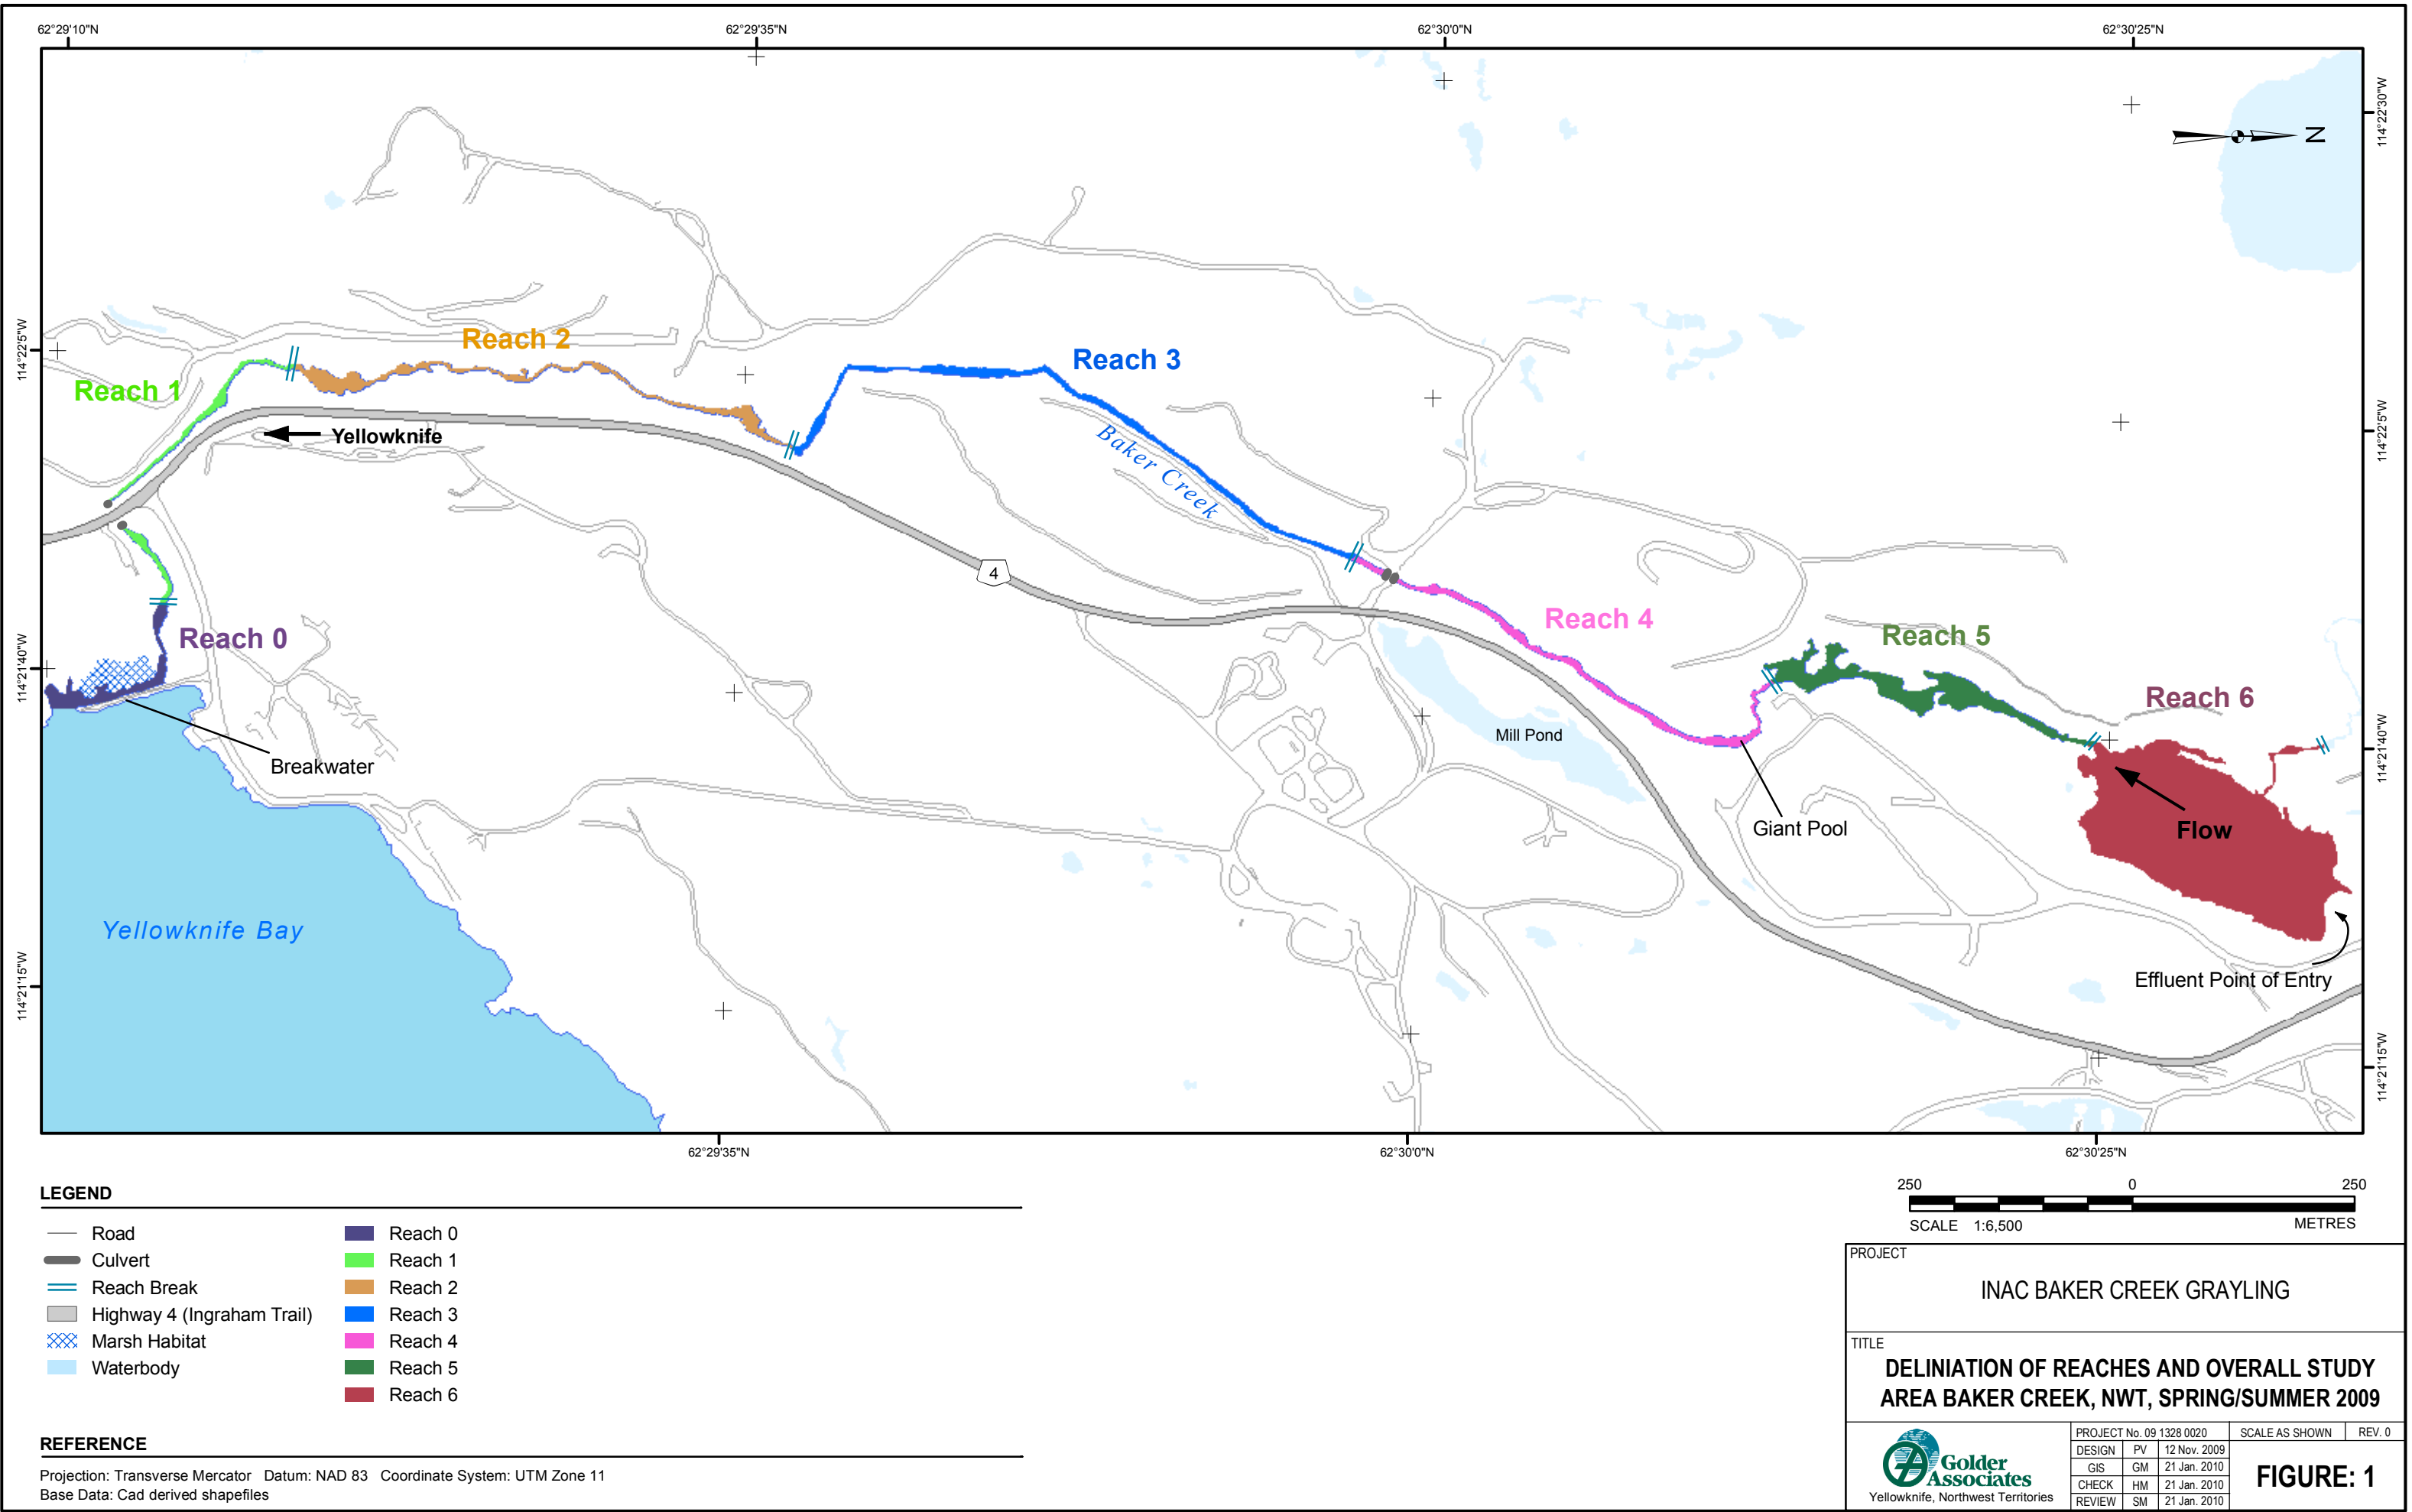 62°29'10"N
62°29'35"N
62°30'0"N
62°30'25"N
114°22'30"W
N
114°22'5"W
114°22'5"W
Reach 2
Reach 3
Reach 1
Yellowknife
Baker Creek
4
Reach 4
Reach 5
Reach 0
114°21'40"W
Reach 6
114°21'40"W
Mill Pond
Breakwater
Giant Pool
Flow
Yellowknife Bay
Effluent Point of Entry
114°21'15"W
114°21'15"W
62°29'35"N
62°30'0"N
62°30'25"N
LEGEND
Road
Culvert
Reach Break
Highway 4 (Ingraham Trail)
Marsh Habitat
Waterbody
Reach 0
Reach 1
Reach 2
Reach 3
Reach 4
Reach 5
Reach 6
REFERENCE
Projection: Transverse Mercator Datum: NAD 83 Coordinate System: UTM Zone 11
Base Data: Cad derived shapefiles
250 0 250
SCALE 1:6,500 METRES
PROJECT
INAC BAKER CREEK GRAYLING
TITLE
DELINIATION OF REACHES AND OVERALL STUDY
AREA BAKER CREEK, NWT, SPRING/SUMMER 2009
Golder
Associates
Yellowknife, Northwest Territories
PROJECT No. 09 1328 0020 SCALE AS SHOWN REV. 0
DESIGN PV 12 Nov. 2009
GIS GM 21 Jan. 2010
CHECK HM 21 Jan. 2010
REVIEW SM 21 Jan. 2010
FIGURE: 1